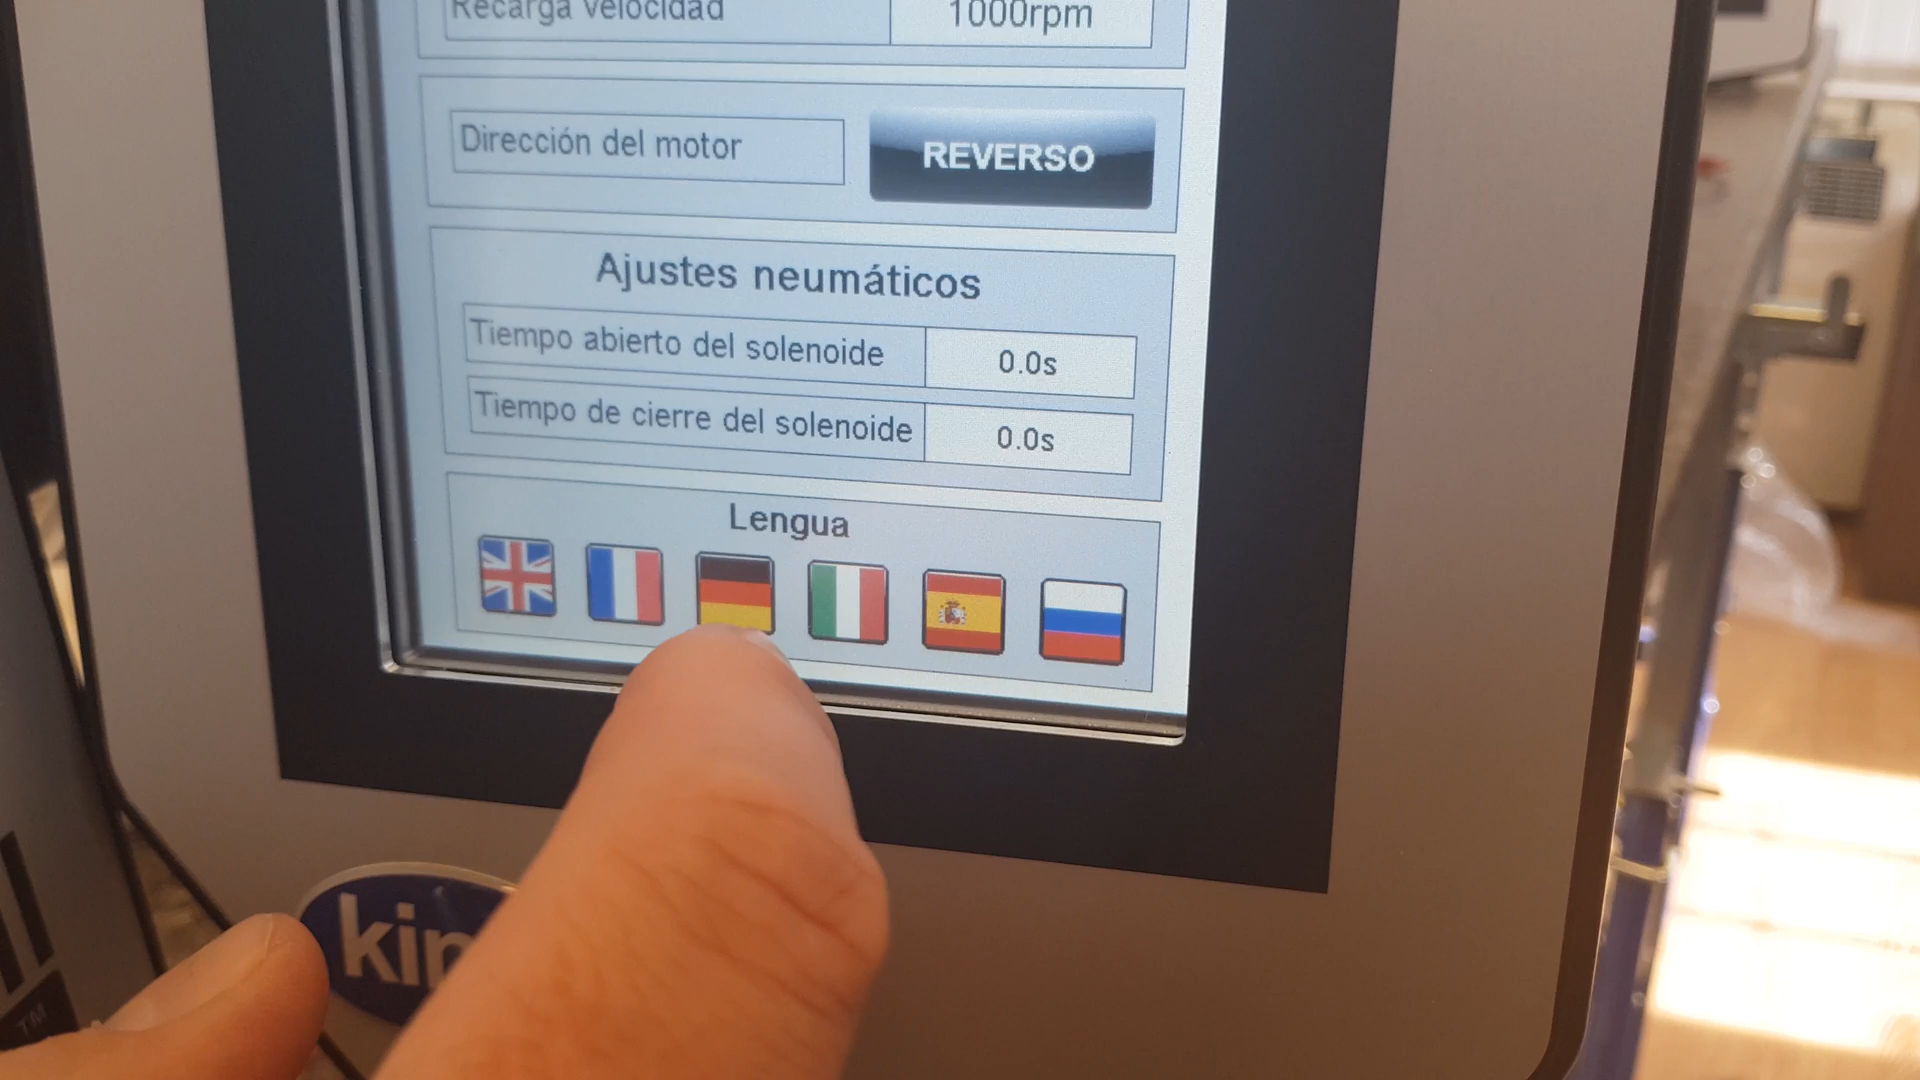 Recarga velocidad
1000rpm
Dirección del motor
REVERSO
Ajustes neumáticos
Tiempo abierto del solenoide
0.0s
Tiempo de cierre del solenoide
0.0s
Lengua
TM